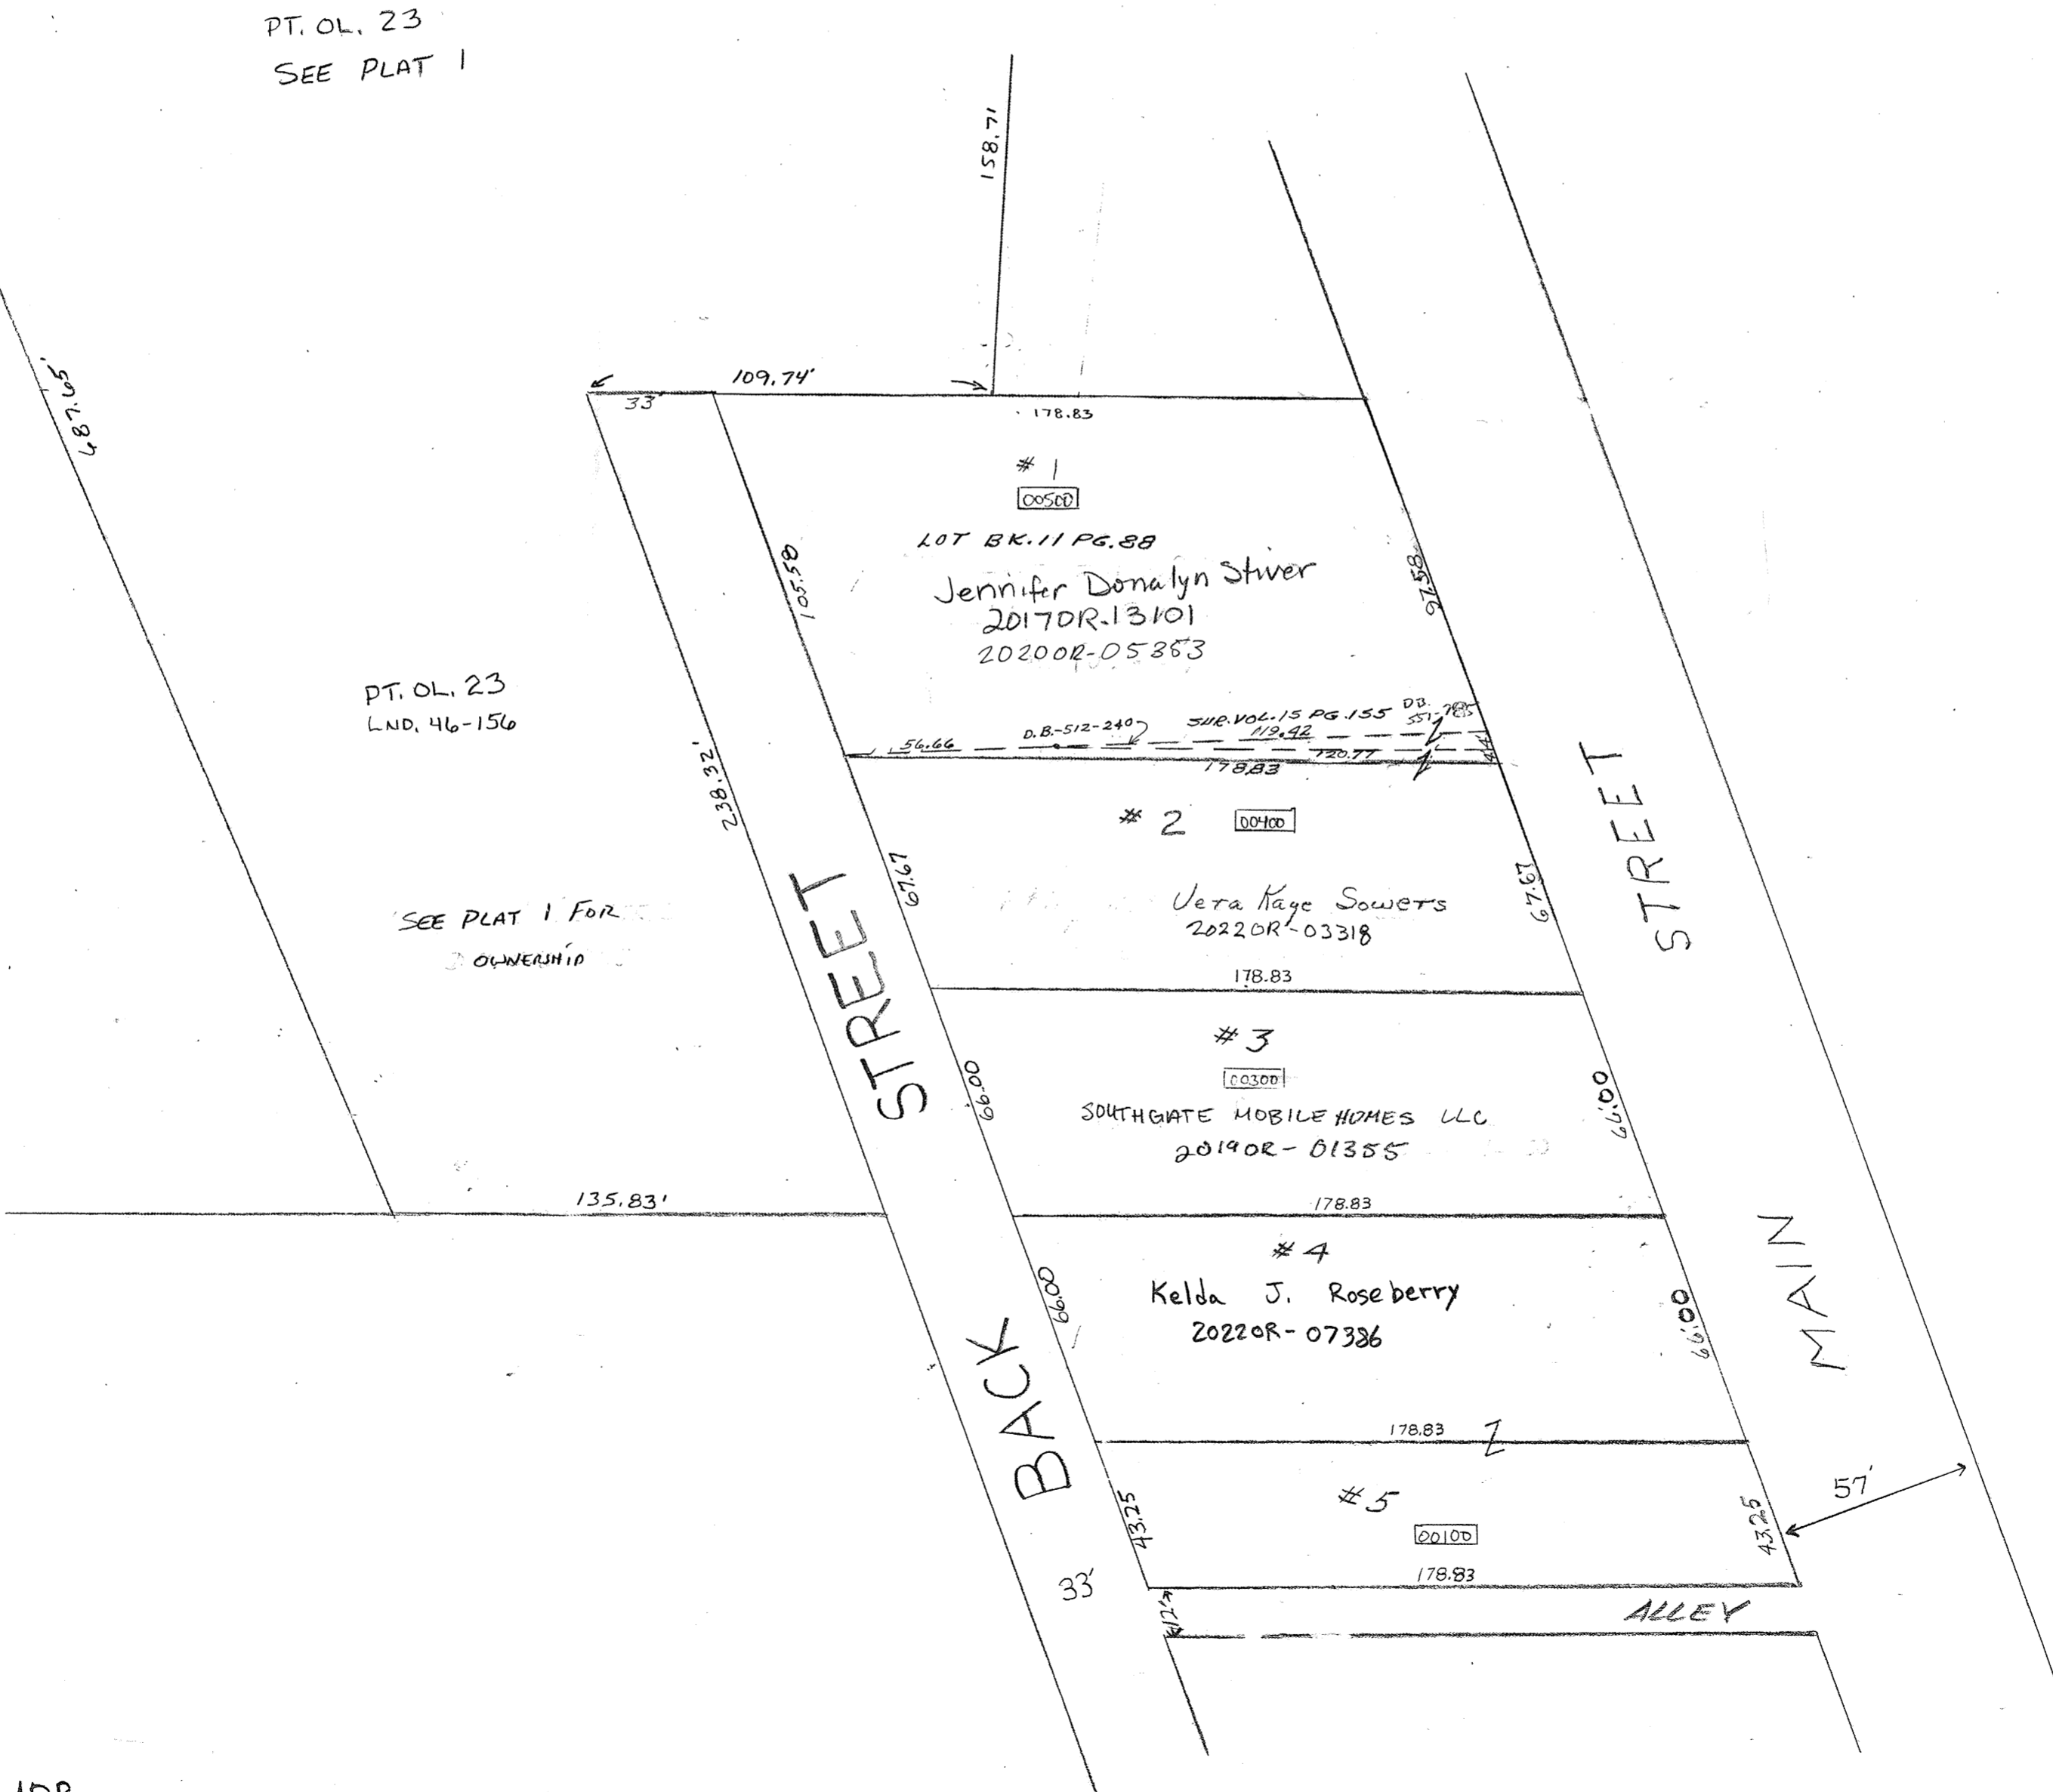 PT. OL. 23
SEE PLAT 1
158.71
487.65'
109.74'
33'
178.83
#1
00500
LOT BK.11 PG.88
Jennifer Donalyn Stiver
2017OR-13101
2020OR-05353
105.58
97.58
PT. OL. 23
LND. 46-156
238.32'
D.B.-512-240
SUR. VOL. 15 PG. 155
D.B.
56.66
119.42
120.77
178.83
#2
00400
67.67
67.67
Vera Kaye Sowers
2022OR-03318
SEE PLAT 1 FOR
OWNERSHIP
178.83
#3
00300
66.00
66.00
SOUTHGATE MOBILE HOMES LLC
2019OR-01355
135.83'
178.83
#4
Kelda J. Roseberry
2022OR-07386
66.00
66.00
178.83
#5
00100
43.25
43.25
57'
178.83
33'
12'
ALLEY
BACK STREET
MAIN STREET